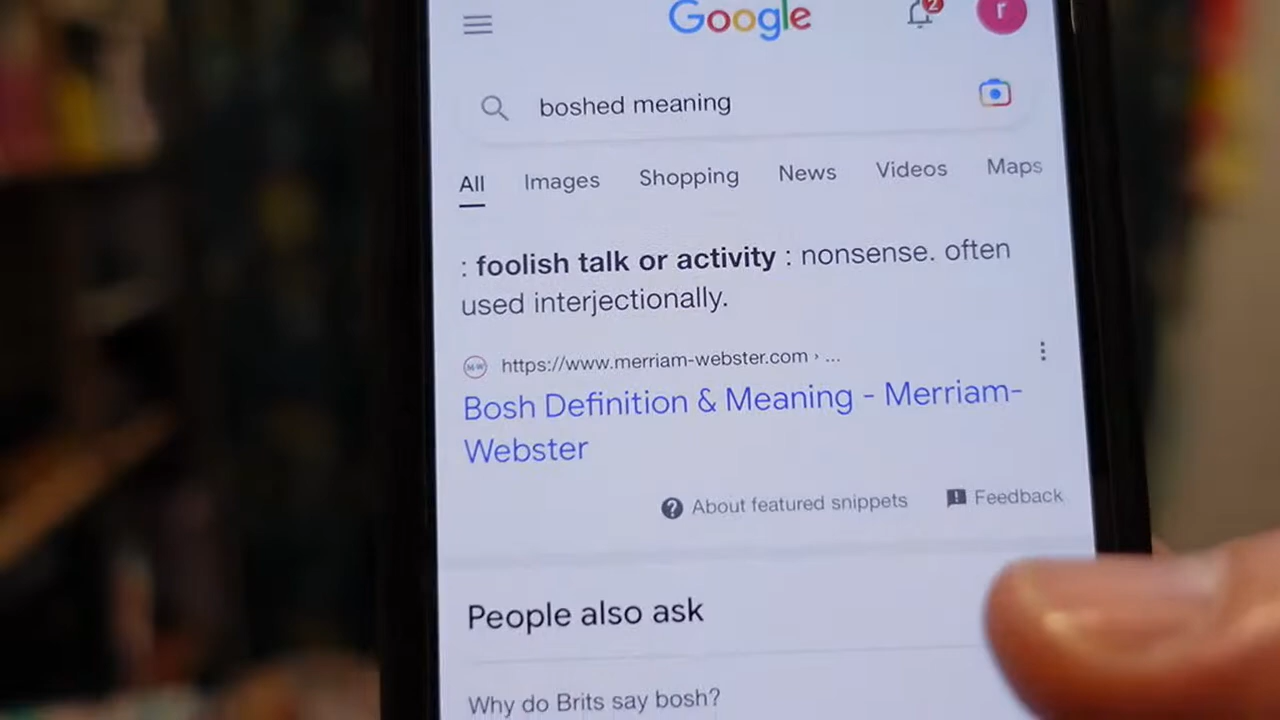 Google
2
r
boshed meaning
All Images Shopping News Videos Maps
: foolish talk or activity : nonsense. often
used interjectionally.
M-W https://www.merriam-webster.com › ...
Bosh Definition & Meaning - Merriam-
Webster
? About featured snippets ! Feedback
People also ask
Why do Brits say bosh?